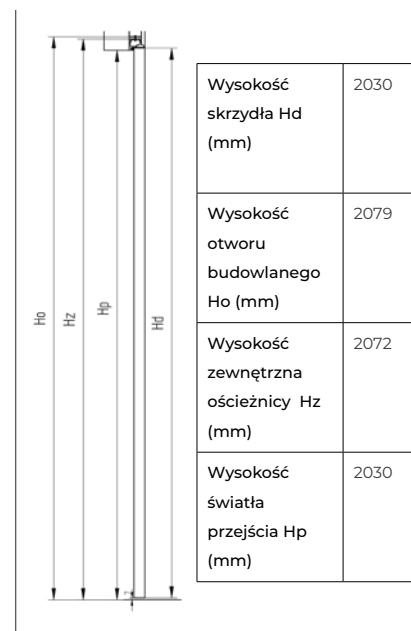 Ho
Hz
Hp
Hd
Wysokość
skrzydła Hd
(mm)
2030
Wysokość
otworu
budowlanego
Ho (mm)
2079
Wysokość
zewnętrzna
ościeżnicy Hz
(mm)
2072
Wysokość
światła
przejścia Hp
(mm)
2030